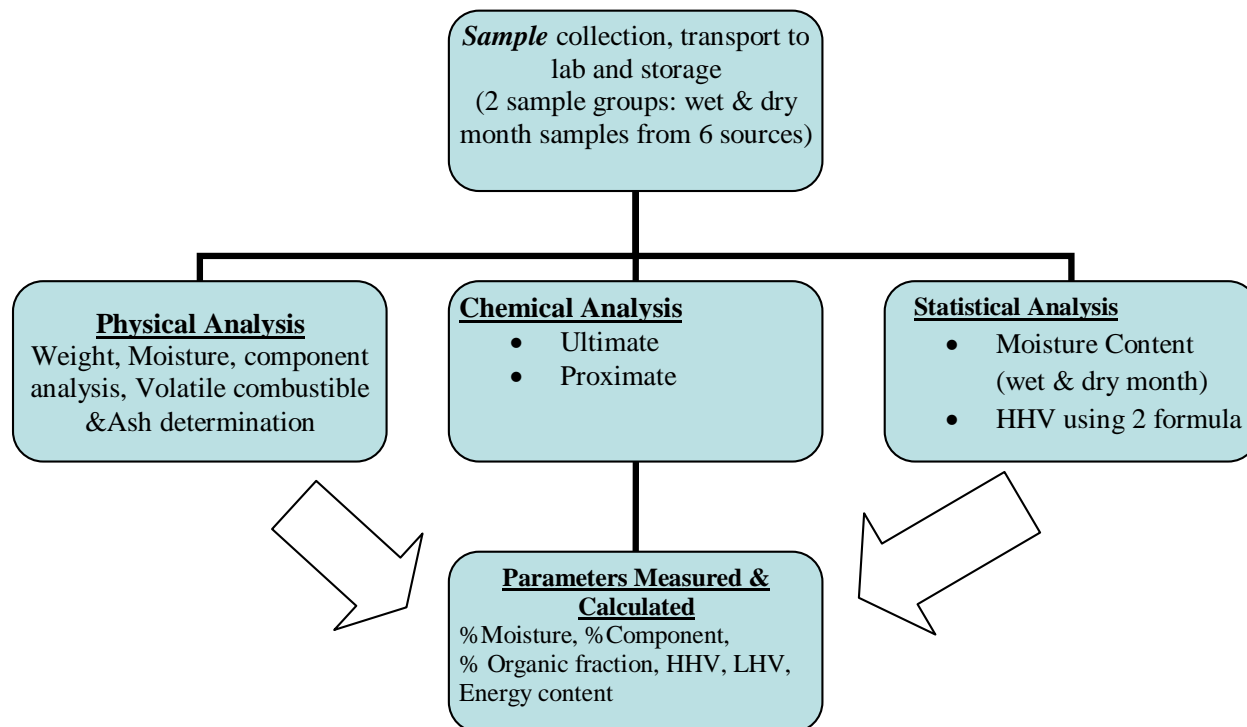 Sample collection, transport to
lab and storage
(2 sample groups: wet & dry
month samples from 6 sources)
Physical Analysis
Weight, Moisture, component
analysis, Volatile combustible
&Ash determination
Chemical Analysis
• Ultimate
• Proximate
Statistical Analysis
• Moisture Content
(wet & dry month)
• HHV using 2 formula
Parameters Measured &
Calculated
%Moisture, %Component,
% Organic fraction, HHV, LHV,
Energy content